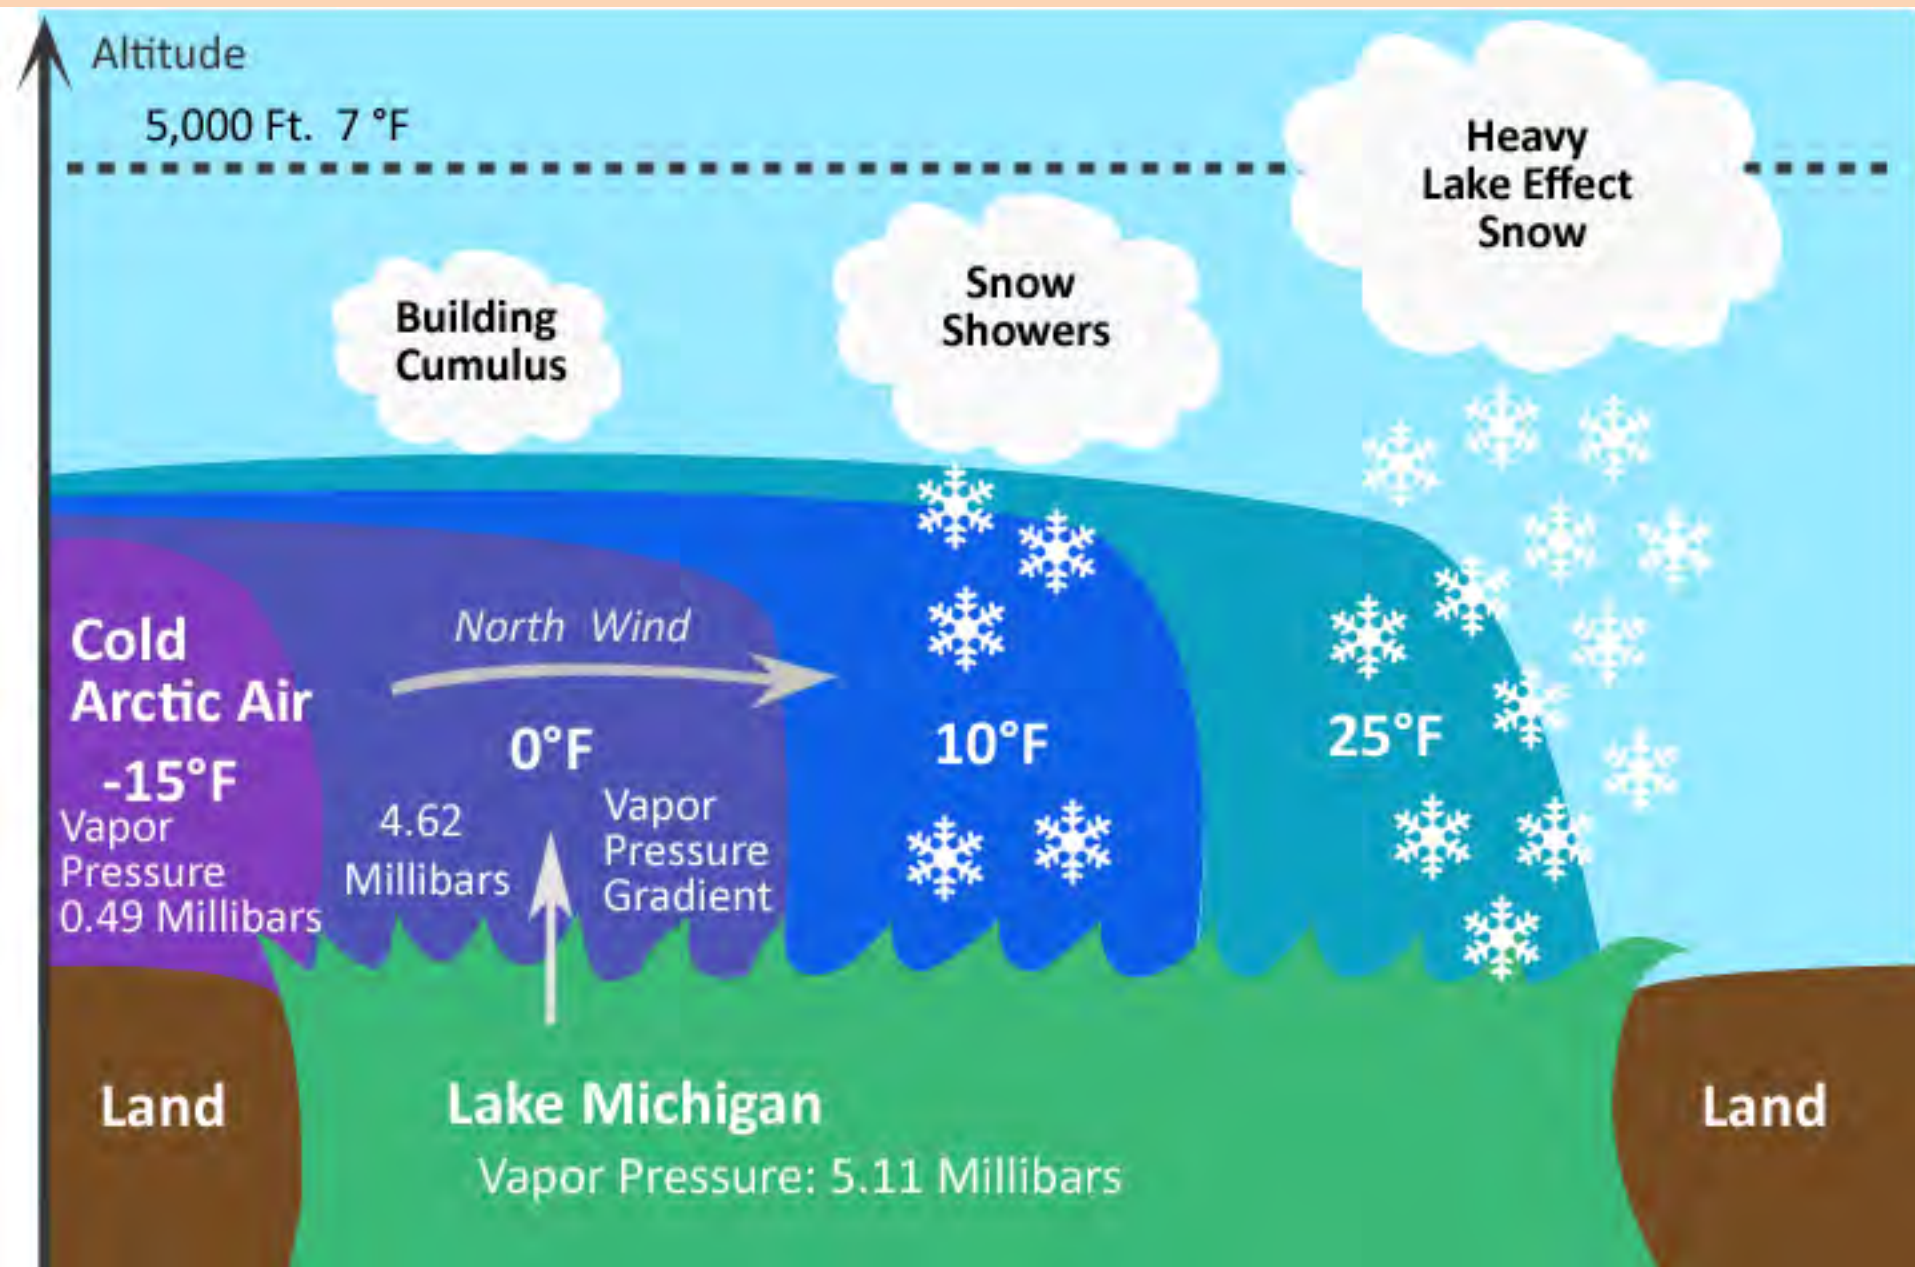 Altitude
5,000 Ft. 7 °F
Heavy
Lake Effect
Snow
Snow
Showers
Building
Cumulus
Cold
Arctic Air
-15°F
Vapor
Pressure
0.49 Millibars
North Wind
0°F
4.62
Millibars
Vapor
Pressure
Gradient
10°F
25°F
Land
Lake Michigan
Vapor Pressure: 5.11 Millibars
Land